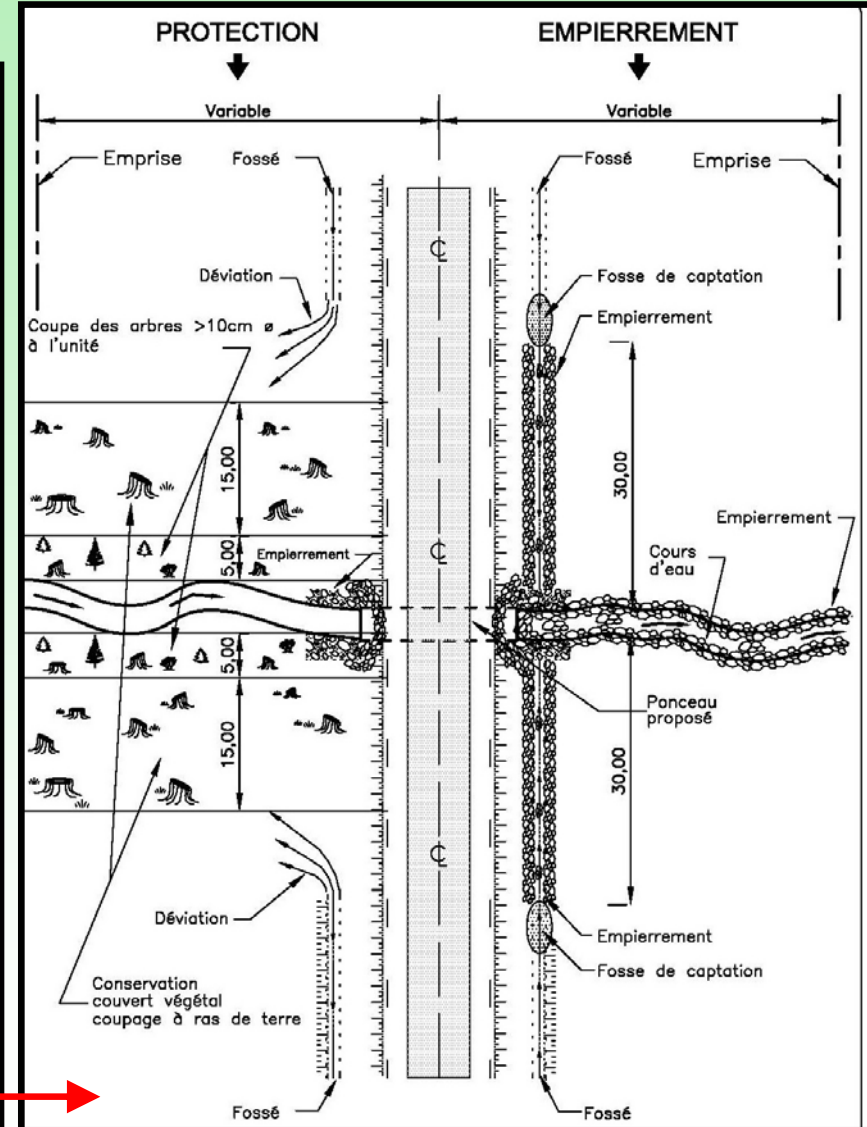 PROTECTION
EMPIERREMENT
Variable
Variable
Emprise
Fossé
Fossé
Emprise
Déviation
Fosse de captation
Coupe des arbres >10cm ø
à l'unité
Empierrement
℄
15,00
30,00
5,00
Empierrement
℄
Empierrement
Cours
d'eau
5,00
Ponceau
proposé
15,00
30,00
℄
Déviation
Empierrement
Fosse de captation
Conservation
couvert végétal
coupage à ras de terre
Fossé
Fossé